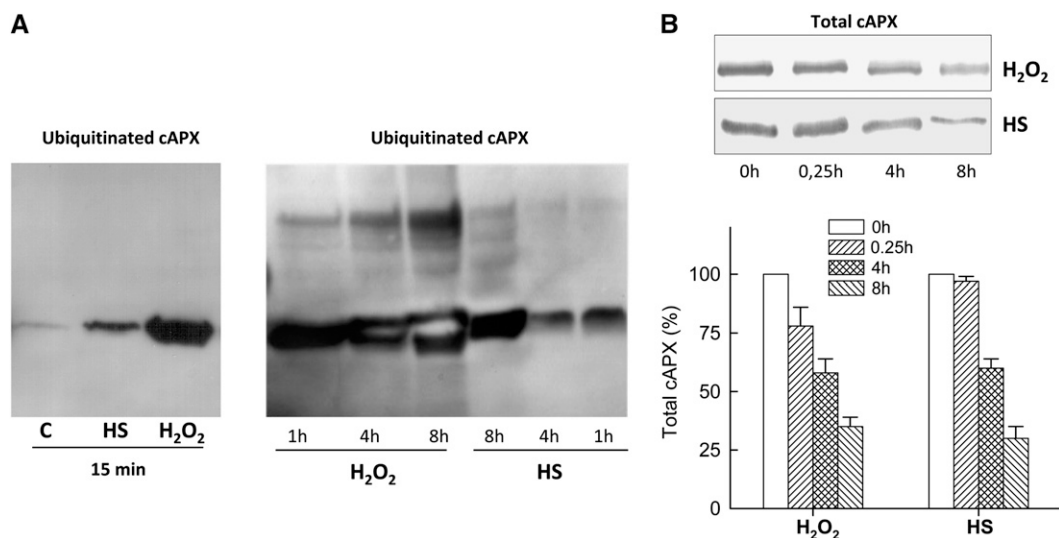 A
Ubiquitinated cAPX
C HS H₂O₂
15 min
Ubiquitinated cAPX
1h 4h 8h 8h 4h 1h
H₂O₂ HS
B
Total cAPX
H₂O₂
HS
0h 0,25h 4h 8h
0h
0.25h
4h
8h
Total cAPX (%)
100
75
50
25
0
H₂O₂ HS